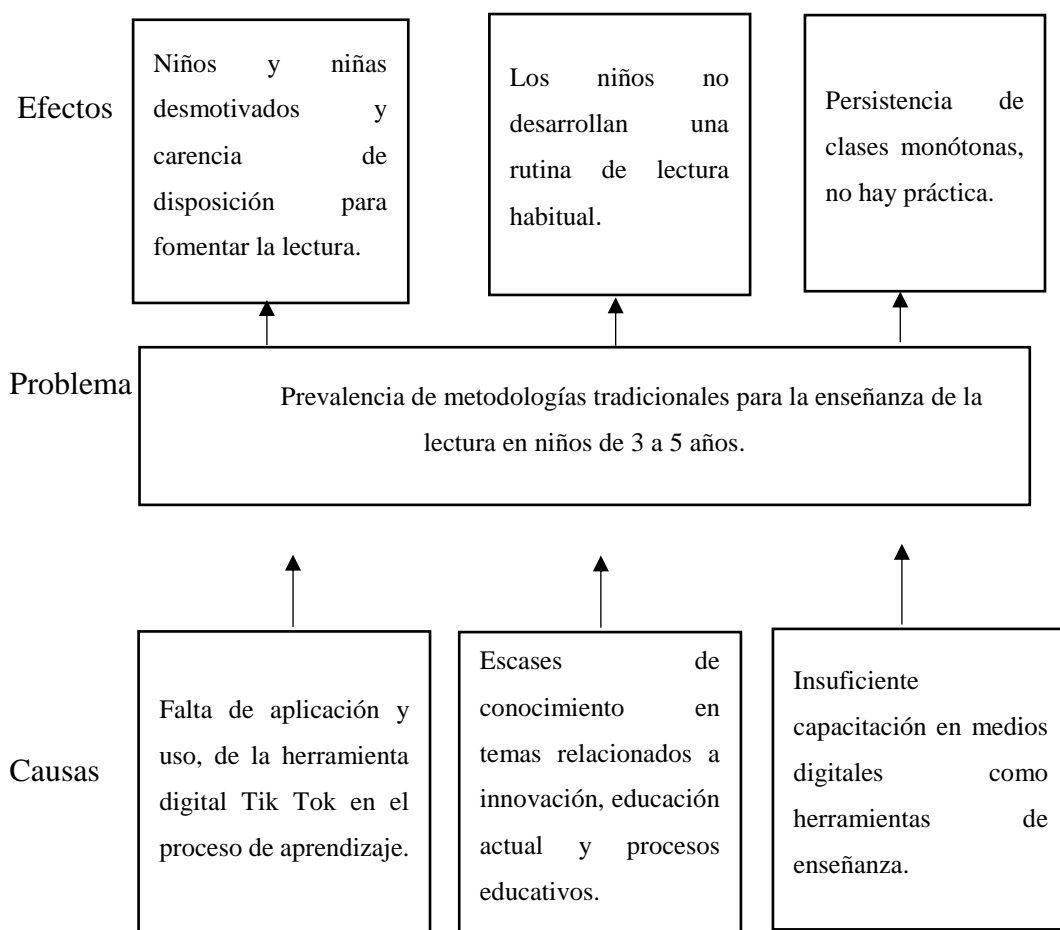 Efectos
Niños y niñas
desmotivados y
carencia de
disposición para
fomentar la lectura.
Los niños no
desarrollan una
rutina de lectura
habitual.
Persistencia de
clases monótonas,
no hay práctica.
Problema
Prevalencia de metodologías tradicionales para la enseñanza de la
lectura en niños de 3 a 5 años.
Causas
Falta de aplicación y
uso, de la herramienta
digital Tik Tok en el
proceso de aprendizaje.
Escases de
conocimiento en
temas relacionados a
innovación, educación
actual y procesos
educativos.
Insuficiente
capacitación en medios
digitales como
herramientas de
enseñanza.